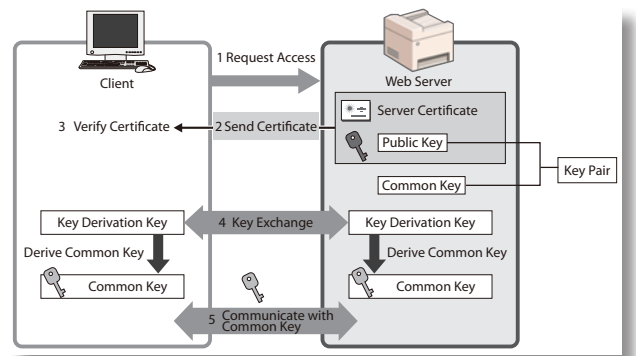 Client
1 Request Access
Web Server
Server Certificate
3 Verify Certificate
2 Send Certificate
Public Key
Key Pair
Common Key
Key Derivation Key
4 Key Exchange
Key Derivation Key
Derive Common Key
Derive Common Key
Common Key
Common Key
5 Communicate with
Common Key